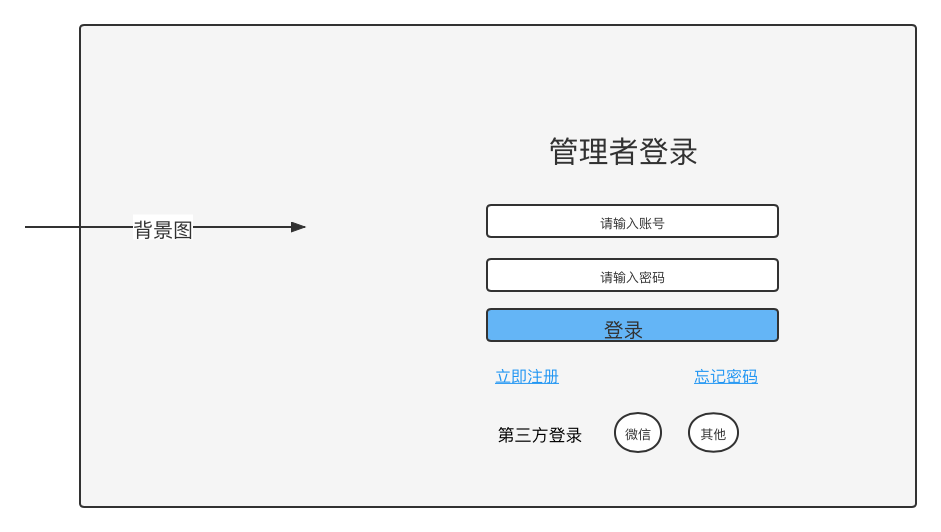 管理者登录
请输入账号
背景图
请输入密码
登录
立即注册 忘记密码
第三方登录 微信 其他